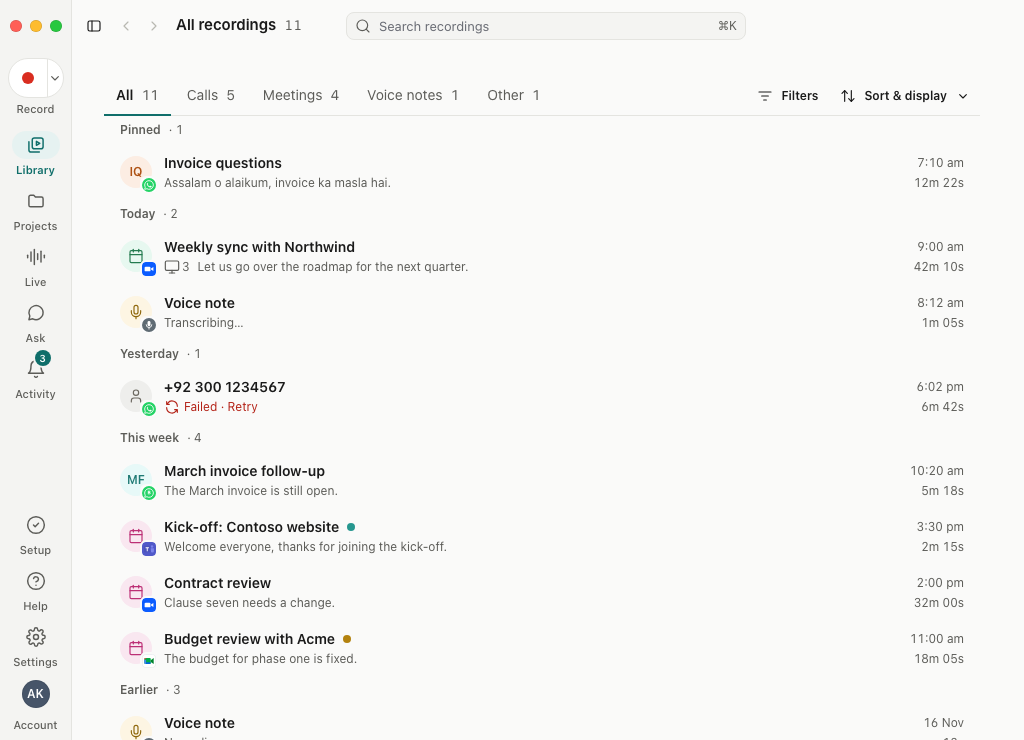 All recordings 11
Search recordings ⌘K
Record
Library
Projects
Live
Ask
3
Activity
Setup
Help
Settings
AK
Account
All 11 Calls 5 Meetings 4 Voice notes 1 Other 1 Filters Sort & display
Pinned · 1
IQ Invoice questions 7:10 am
Assalam o alaikum, invoice ka masla hai. 12m 22s
Today · 2
Weekly sync with Northwind 9:00 am
3 Let us go over the roadmap for the next quarter. 42m 10s
Voice note 8:12 am
Transcribing… 1m 05s
Yesterday · 1
+92 300 1234567 6:02 pm
Failed · Retry 6m 42s
This week · 4
MF March invoice follow-up 10:20 am
The March invoice is still open. 5m 18s
Kick-off: Contoso website 3:30 pm
Welcome everyone, thanks for joining the kick-off. 2m 15s
Contract review 2:00 pm
Clause seven needs a change. 32m 00s
Budget review with Acme 11:00 am
The budget for phase one is fixed. 18m 05s
Earlier · 3
Voice note 16 Nov